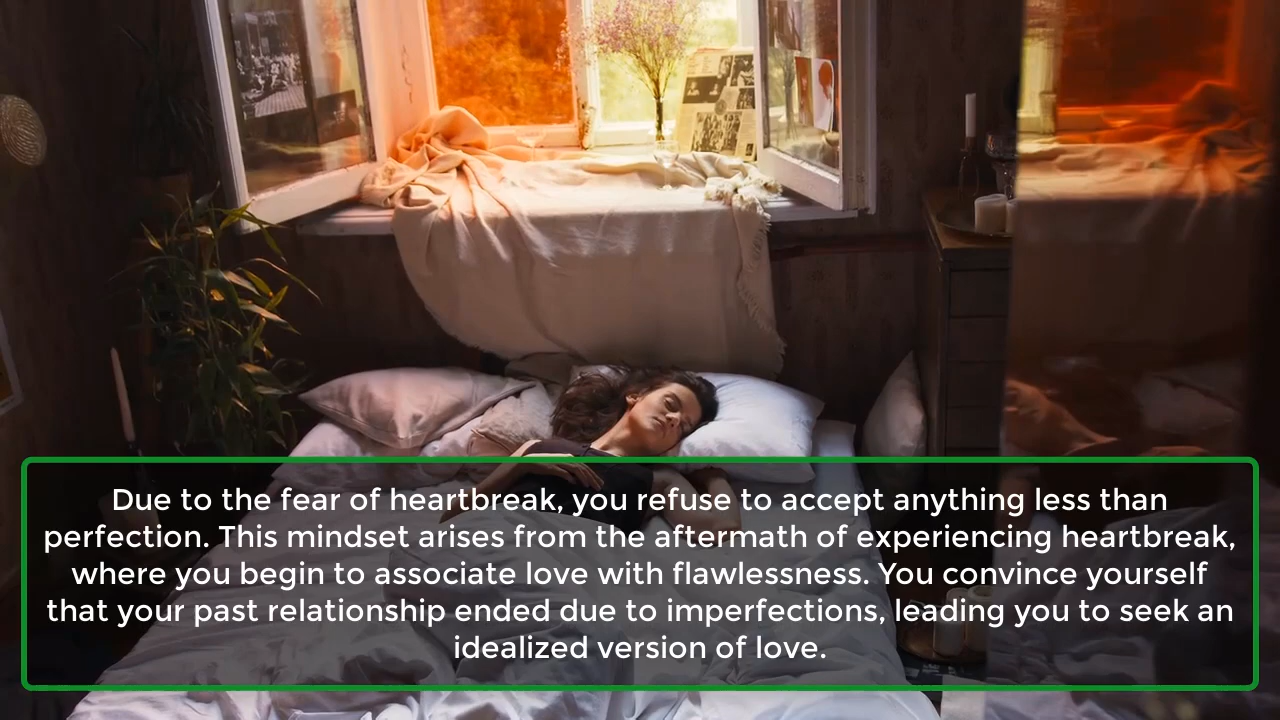 Due to the fear of heartbreak, you refuse to accept anything less than
perfection. This mindset arises from the aftermath of experiencing heartbreak,
where you begin to associate love with flawlessness. You convince yourself
that your past relationship ended due to imperfections, leading you to seek an
idealized version of love.